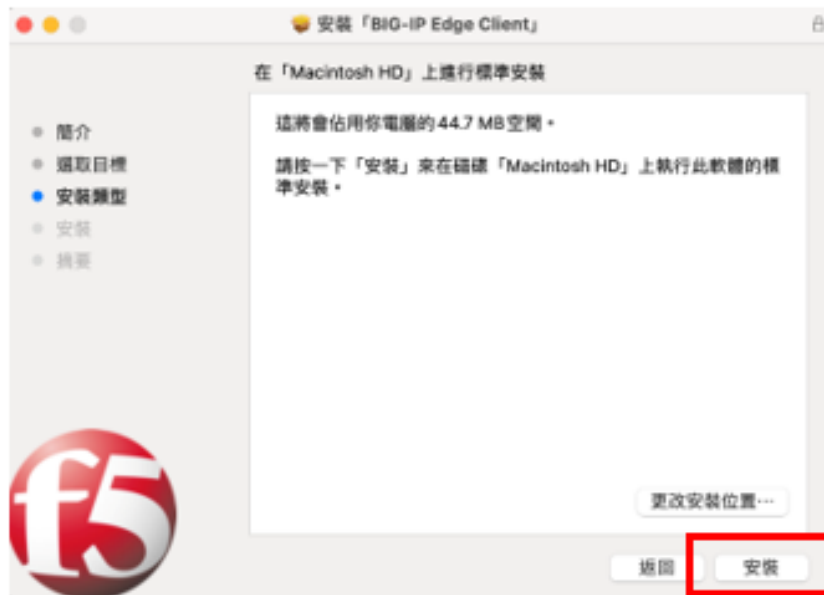 安裝「BIG-IP Edge Client」
在「Macintosh HD」上進行標準安裝
簡介
選取目標
安裝類型
安裝
摘要
這將會佔用你電腦的 44.7 MB 空間。
請按一下「安裝」來在磁碟「Macintosh HD」上執行此軟體的標
準安裝。
更改安裝位置⋯
返回
安裝
f5